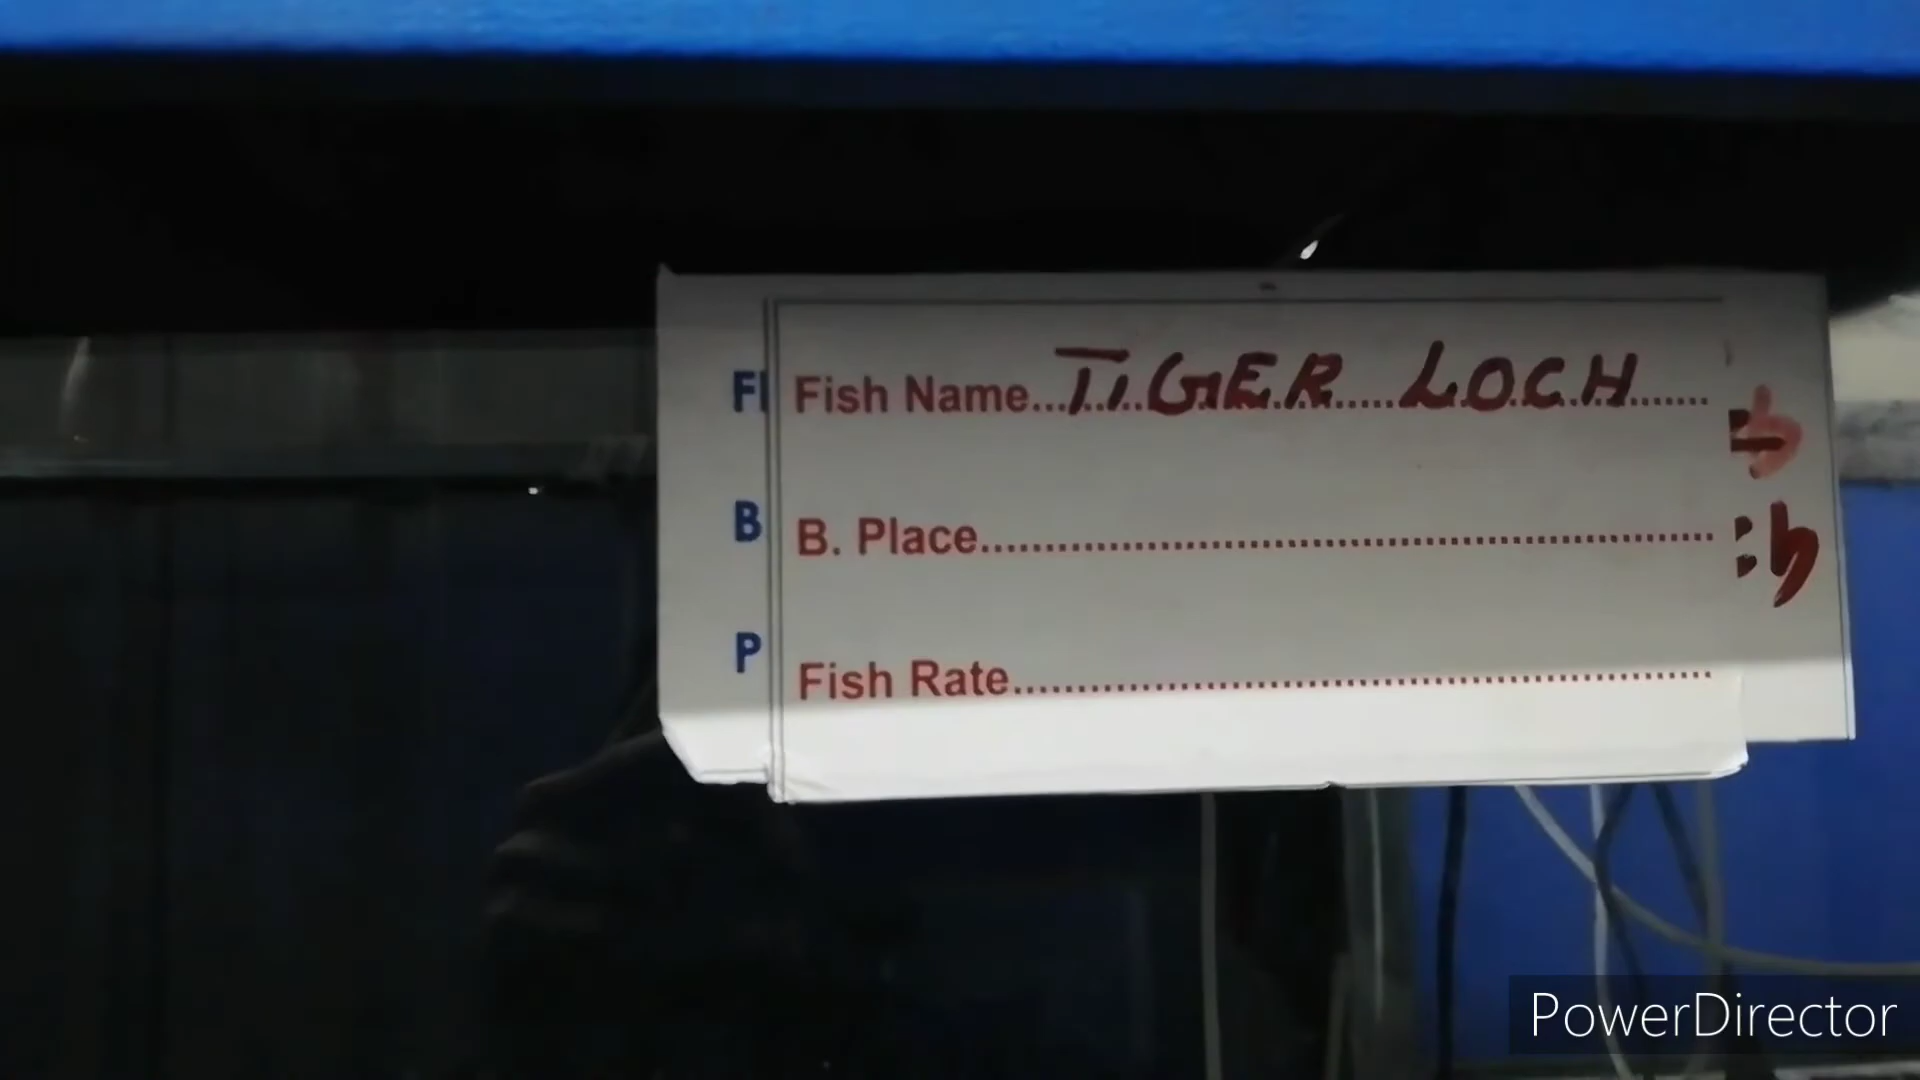 Fish Name...TIGER LOCH
B. Place
Fish Rate
B
P
PowerDirector